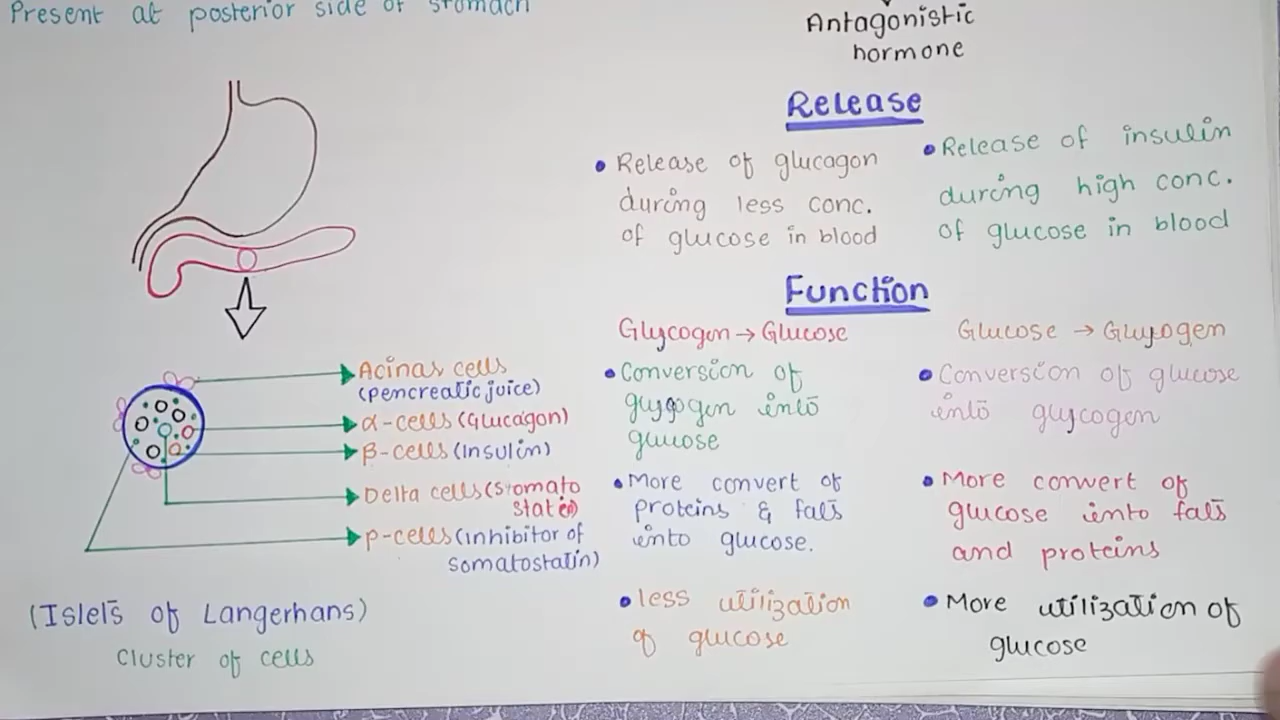 Present at posterior side of stomach
Antagonistic
hormone
Release
• Release of glucagon
during less conc.
of glucose in blood
• Release of insulin
during high conc.
of glucose in blood
Function
Glycogen → Glucose
• Conversion of
glycogen into
glucose
• More convert of
proteins & fats
into glucose.
• less utilization
of glucose
Glucose → Glycogen
• Conversion of glucose
into glycogen
• More convert of
glucose into fats
and proteins
• More utilization of
glucose
Acinas cells
(pencreatic juice)
α-cells (Glucagon)
β-cells (Insulin)
Delta cells (Stomato
statin)
P-cells (inhibitor of
somatostatin)
(Islets of Langerhans)
Cluster of cells